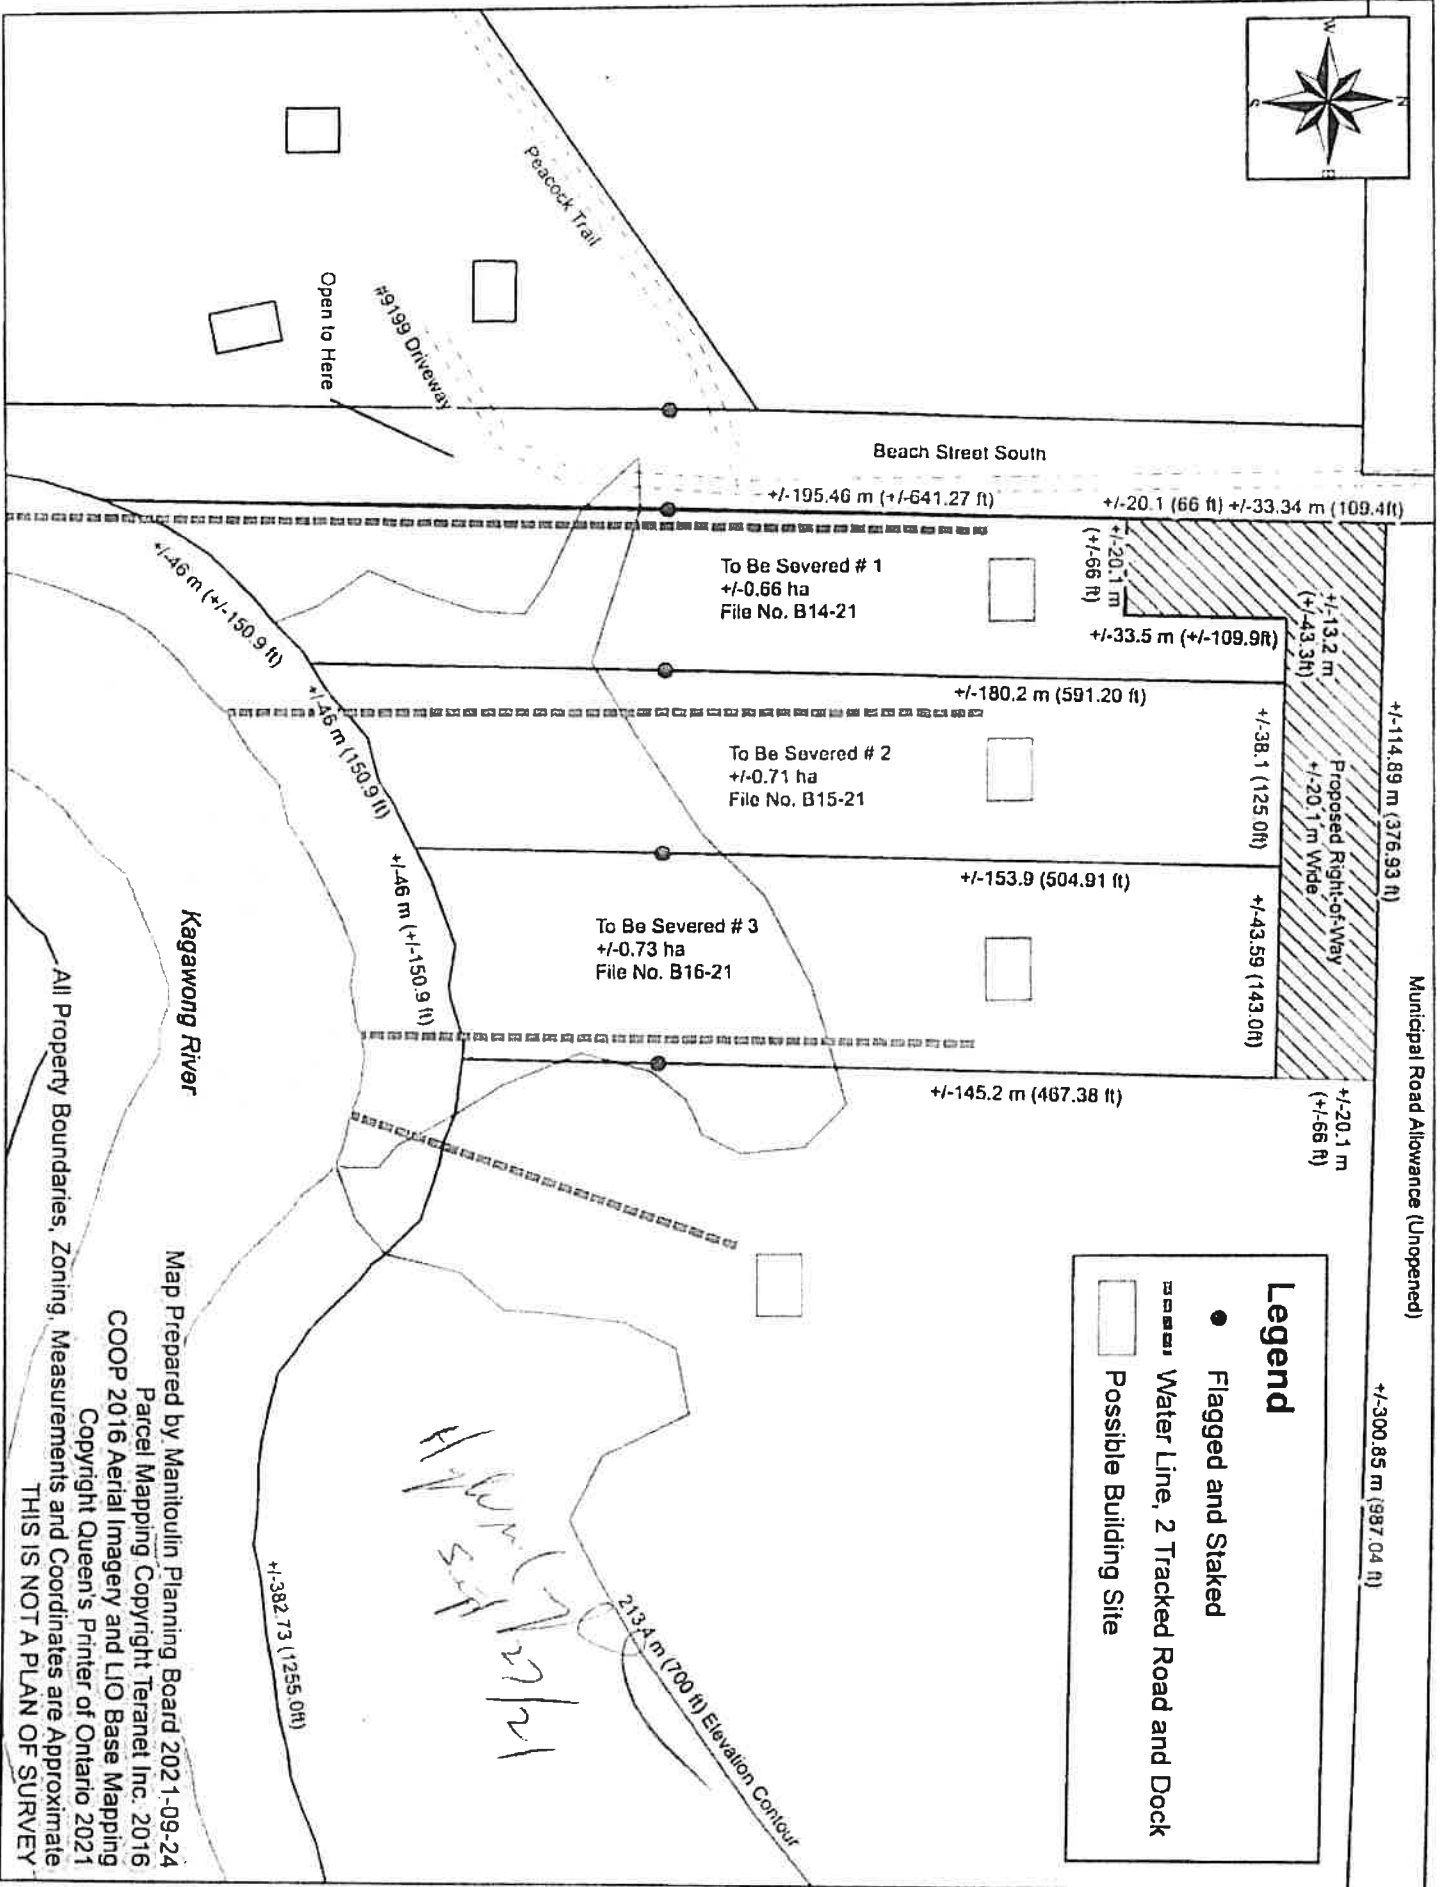 N
W
E
S
Municipal Road Allowance (Unopened)
+/-114.89 m (376.93 ft)
+/-300.85 m (987.04 ft)
Beach Street South
Peacock Trail
#9199 Driveway
Open to Here
+/-195.46 m (+/-641.27 ft)
+/-20.1 (66 ft)
+/-33.34 m (109.4ft)
+/-20.1 m
(+/-66 ft)
+/-33.5 m (+/-109.9ft)
+/-13.2 m
(+/-43.3ft)
Proposed Right-of-Way
+/-20.1 m Wide
+/-20.1 m
(+/-66 ft)
To Be Severed # 1
+/-0.66 ha
File No. B14-21
+/-180.2 m (591.20 ft)
+/-38.1 (125.0ft)
To Be Severed # 2
+/-0.71 ha
File No. B15-21
+/-153.9 (504.91 ft)
+/-43.59 (143.0ft)
To Be Severed # 3
+/-0.73 ha
File No. B16-21
+/-145.2 m (467.38 ft)
+/-46 m (+/-150.9 ft)
+/-46 m (150.9 ft)
+/-46 m (+/-150.9 ft)
+/-382.73 (1255.0ft)
213.4 m (700 ft) Elevation Contour
Kagawong River
Legend
Flagged and Staked
Water Line, 2 Tracked Road and Dock
Possible Building Site
Sept 27/21
Map Prepared by Manitoulin Planning Board 2021-09-24
Parcel Mapping Copyright Teranet Inc. 2016
COOP 2016 Aerial Imagery and LIO Base Mapping
Copyright Queen's Printer of Ontario 2021
All Property Boundaries, Zoning, Measurements and Coordinates are Approximate
THIS IS NOT A PLAN OF SURVEY